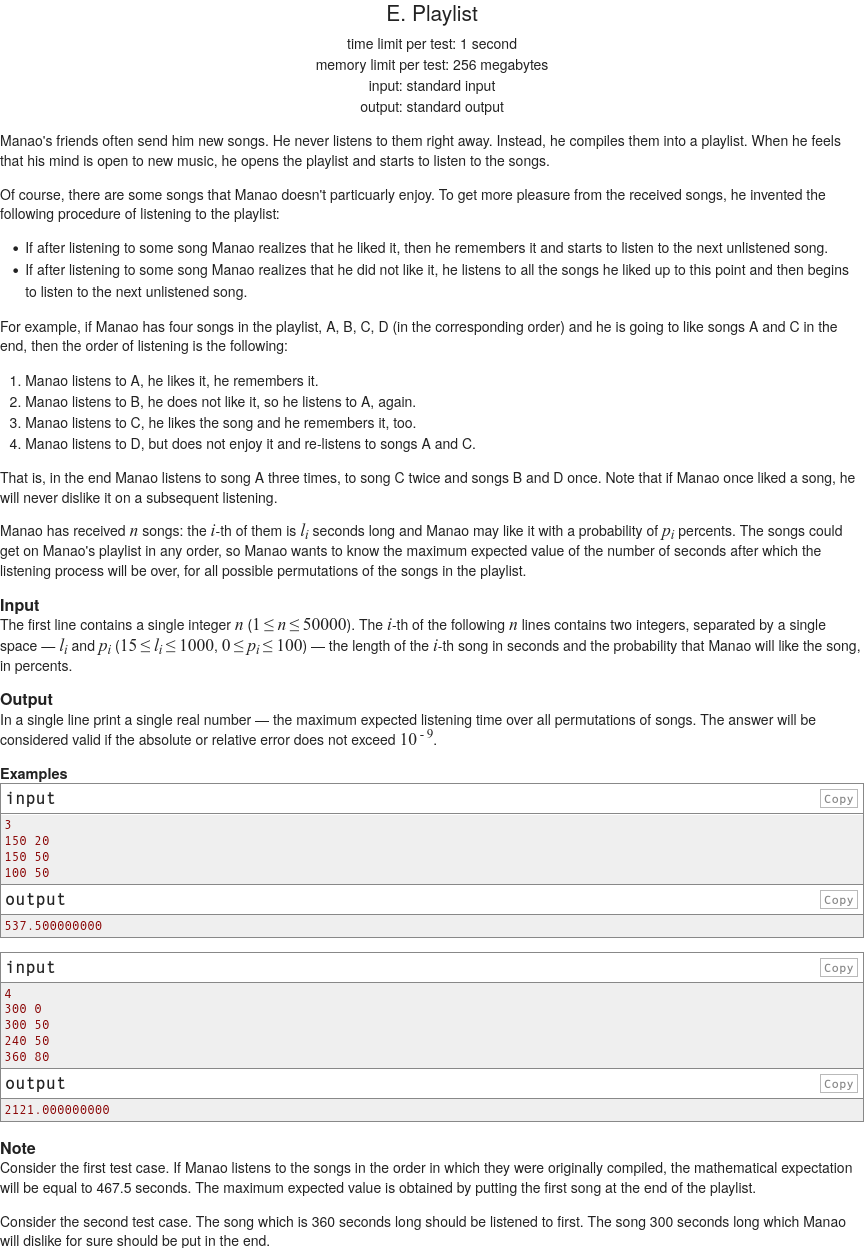 E. Playlist
time limit per test: 1 second
memory limit per test: 256 megabytes
input: standard input
output: standard output
Manao's friends often send him new songs. He never listens to them right away. Instead, he compiles them into a playlist. When he feels
that his mind is open to new music, he opens the playlist and starts to listen to the songs.
Of course, there are some songs that Manao doesn't particuarly enjoy. To get more pleasure from the received songs, he invented the
following procedure of listening to the playlist:
• If after listening to some song Manao realizes that he liked it, then he remembers it and starts to listen to the next unlistened song.
• If after listening to some song Manao realizes that he did not like it, he listens to all the songs he liked up to this point and then begins
to listen to the next unlistened song.
For example, if Manao has four songs in the playlist, A, B, C, D (in the corresponding order) and he is going to like songs A and C in the
end, then the order of listening is the following:
1. Manao listens to A, he likes it, he remembers it.
2. Manao listens to B, he does not like it, so he listens to A, again.
3. Manao listens to C, he likes the song and he remembers it, too.
4. Manao listens to D, but does not enjoy it and re-listens to songs A and C.
That is, in the end Manao listens to song A three times, to song C twice and songs B and D once. Note that if Manao once liked a song, he
will never dislike it on a subsequent listening.
Manao has received n songs: the i-th of them is l_i seconds long and Manao may like it with a probability of p_i percents. The songs could
get on Manao's playlist in any order, so Manao wants to know the maximum expected value of the number of seconds after which the
listening process will be over, for all possible permutations of the songs in the playlist.
Input
The first line contains a single integer n (1 ≤ n ≤ 50000). The i-th of the following n lines contains two integers, separated by a single
space — l_i and p_i (15 ≤ l_i ≤ 1000, 0 ≤ p_i ≤ 100) — the length of the i-th song in seconds and the probability that Manao will like the song,
in percents.
Output
In a single line print a single real number — the maximum expected listening time over all permutations of songs. The answer will be
considered valid if the absolute or relative error does not exceed 10^-9.
Examples
input Copy
3
150 20
150 50
100 50
output Copy
537.500000000
input Copy
4
300 0
300 50
240 50
360 80
output Copy
2121.000000000
Note
Consider the first test case. If Manao listens to the songs in the order in which they were originally compiled, the mathematical expectation
will be equal to 467.5 seconds. The maximum expected value is obtained by putting the first song at the end of the playlist.
Consider the second test case. The song which is 360 seconds long should be listened to first. The song 300 seconds long which Manao
will dislike for sure should be put in the end.